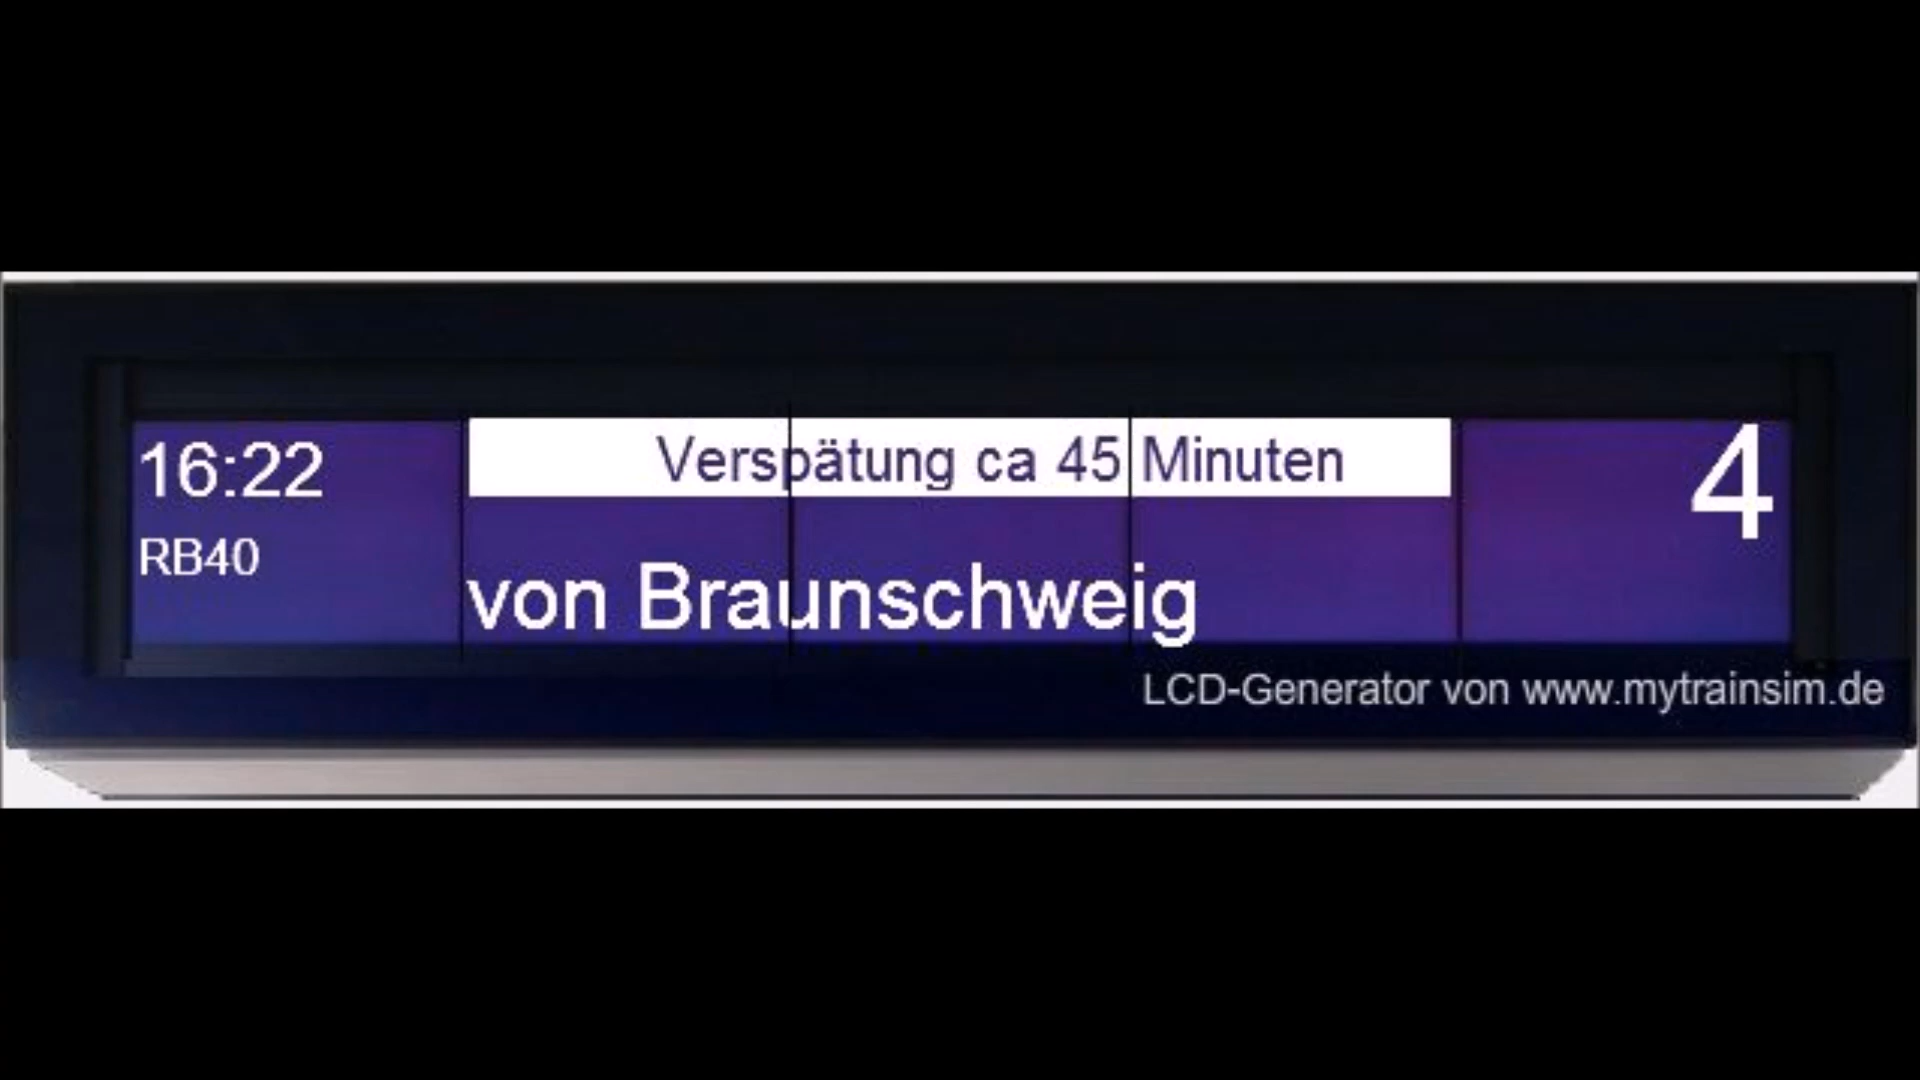 16:22
Verspätung ca 45 Minuten
4
RB40
von Braunschweig
LCD-Generator von www.mytrainsim.de